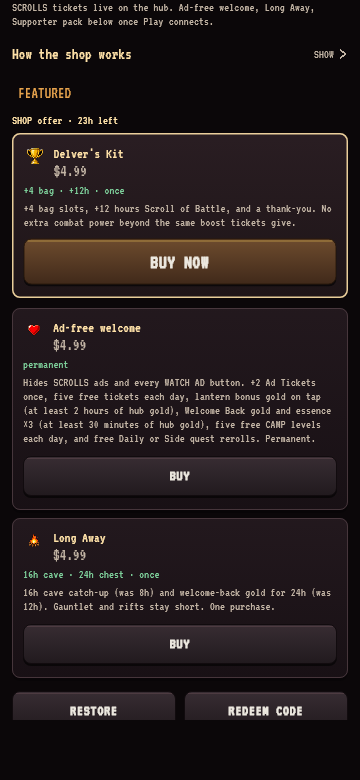 SCROLLS tickets live on the hub. Ad-free welcome, Long Away,
Supporter pack below once Play connects.
How the shop works
SHOW >
FEATURED
SHOP offer · 23h left
Delver's Kit
$4.99
+4 bag · +12h · once
+4 bag slots, +12 hours Scroll of Battle, and a thank-you. No
extra combat power beyond the same boost tickets give.
BUY NOW
Ad-free welcome
$4.99
permanent
Hides SCROLLS ads and every WATCH AD button. +2 Ad Tickets
once, five free tickets each day, lantern bonus gold on tap
(at least 2 hours of hub gold), Welcome Back gold and essence
x3 (at least 30 minutes of hub gold), five free CAMP levels
each day, and free Daily or Side quest rerolls. Permanent.
BUY
Long Away
$4.99
16h cave · 24h chest · once
16h cave catch-up (was 8h) and welcome-back gold for 24h (was
12h). Gauntlet and rifts stay short. One purchase.
BUY
RESTORE
REDEEM CODE